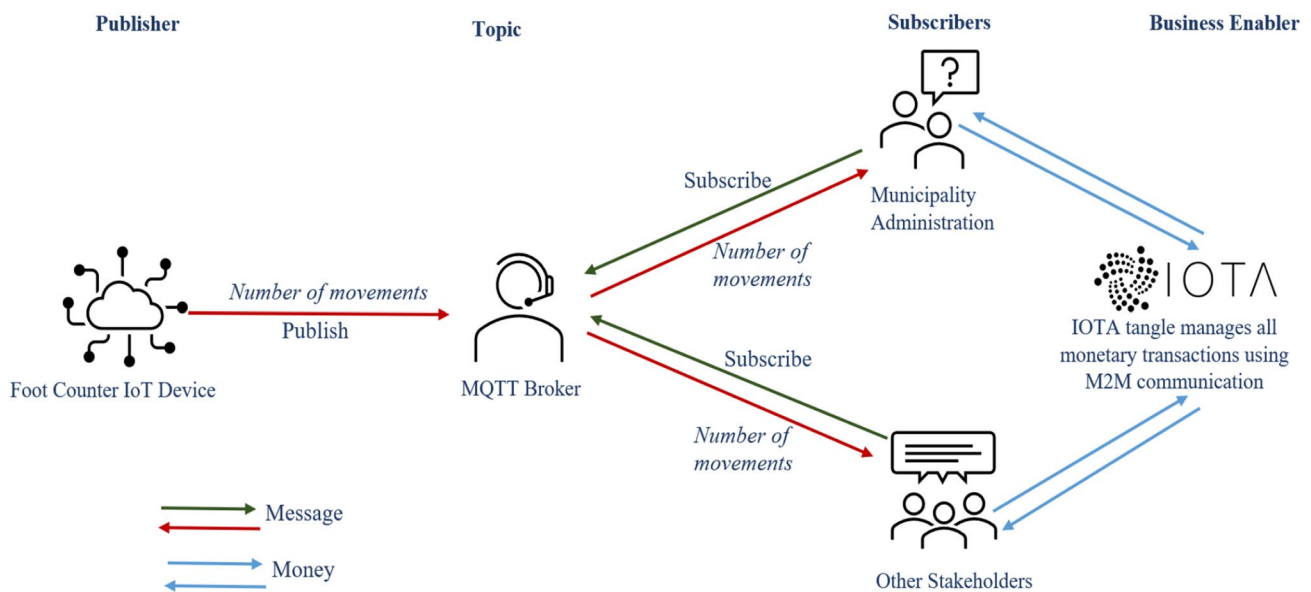 Publisher
Topic
Subscribers
Business Enabler
?
Subscribe
Municipality
Administration
Number of
movements
Number of movements
Publish
IOTA
IOTA tangle manages all
monetary transactions using
M2M communication
Foot Counter IoT Device
MQTT Broker
Subscribe
Number of
movements
Message
Money
Other Stakeholders